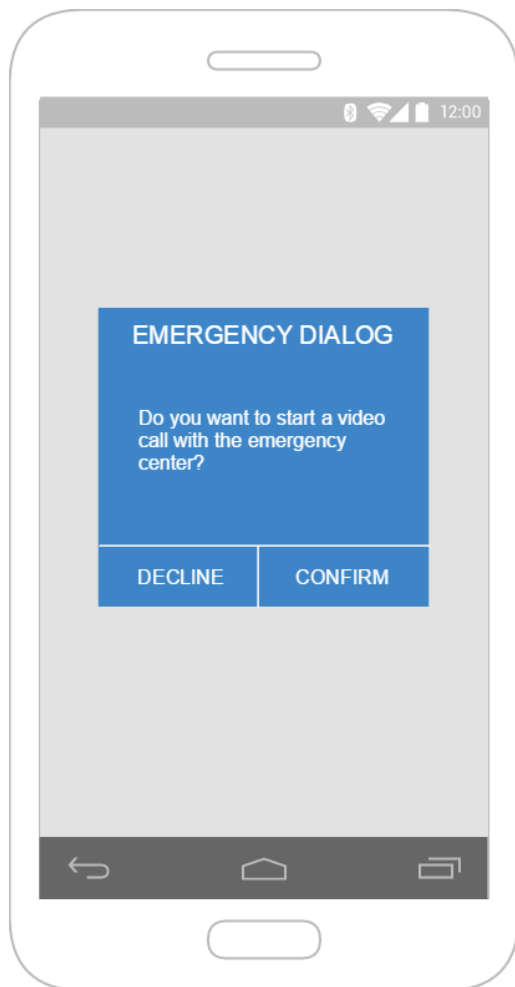 12:00
EMERGENCY DIALOG
Do you want to start a video
call with the emergency
center?
DECLINE
CONFIRM